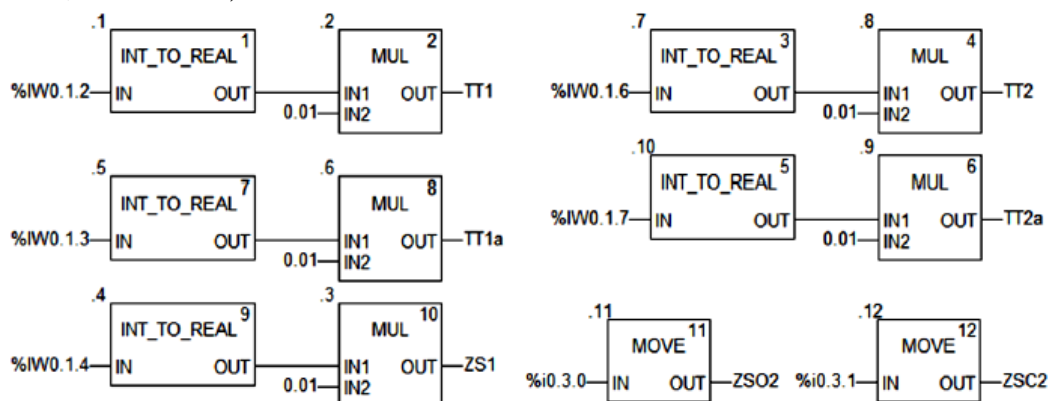 .1 .2 .7 .8
INT_TO_REAL 1 MUL 2 INT_TO_REAL 3 MUL 4
%IW0.1.2 IN OUT IN1 OUT TT1 %IW0.1.6 IN OUT IN1 OUT TT2
0.01 IN2 0.01 IN2
.5 .6 .10 .9
INT_TO_REAL 7 MUL 8 INT_TO_REAL 5 MUL 6
%IW0.1.3 IN OUT IN1 OUT TT1a %IW0.1.7 IN OUT IN1 OUT TT2a
0.01 IN2 0.01 IN2
.4 .3 .11 .12
INT_TO_REAL 9 MUL 10 MOVE 11 MOVE 12
%IW0.1.4 IN OUT IN1 OUT ZS1 %i0.3.0 IN OUT ZSO2 %i0.3.1 IN OUT ZSC2
0.01 IN2